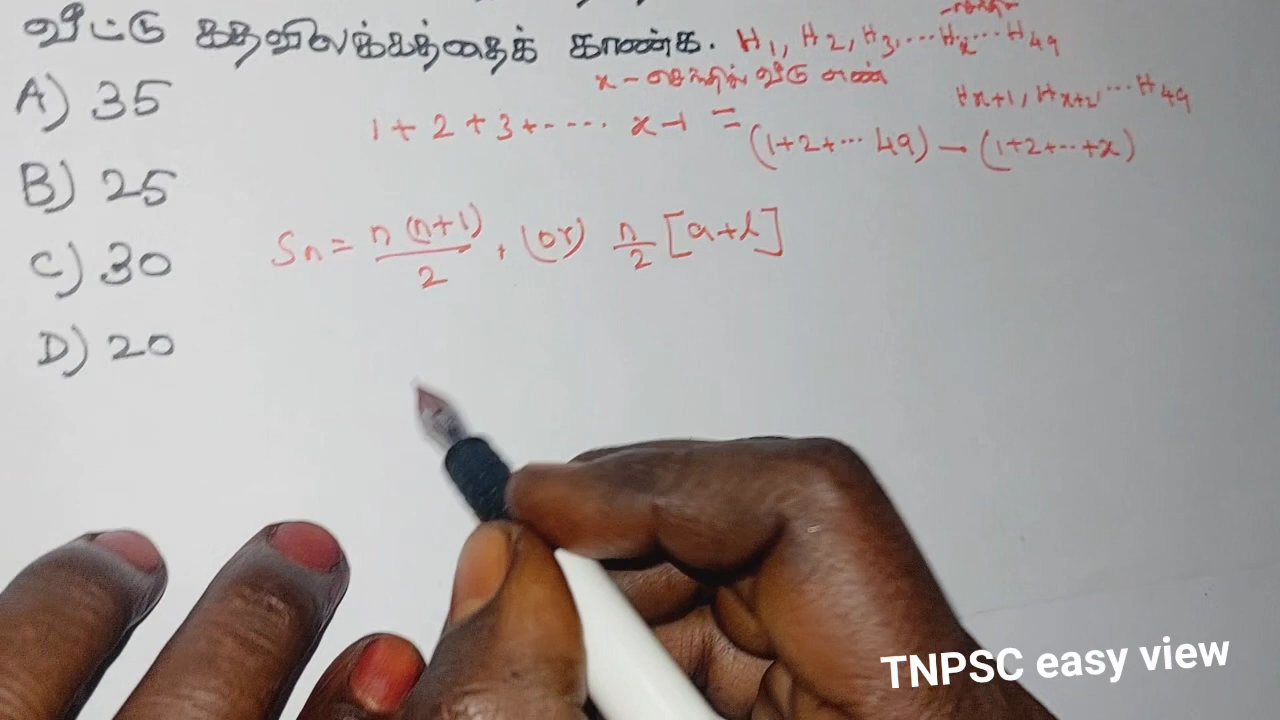 வீட்டு கதவிலக்கத்தைக் காண்க. H1, H2, H3, ... Hx ... H49
x - செந்தில் வீடு எண்
Hx+1, Hx+2, ... H49
A) 35
1 + 2 + 3 + ---- x-1 = (1+2+... 49) - (1+2+...+x)
B) 25
Sn = n(n+1)/2, (or) n/2 [a+l]
C) 30
D) 20
TNPSC easy view